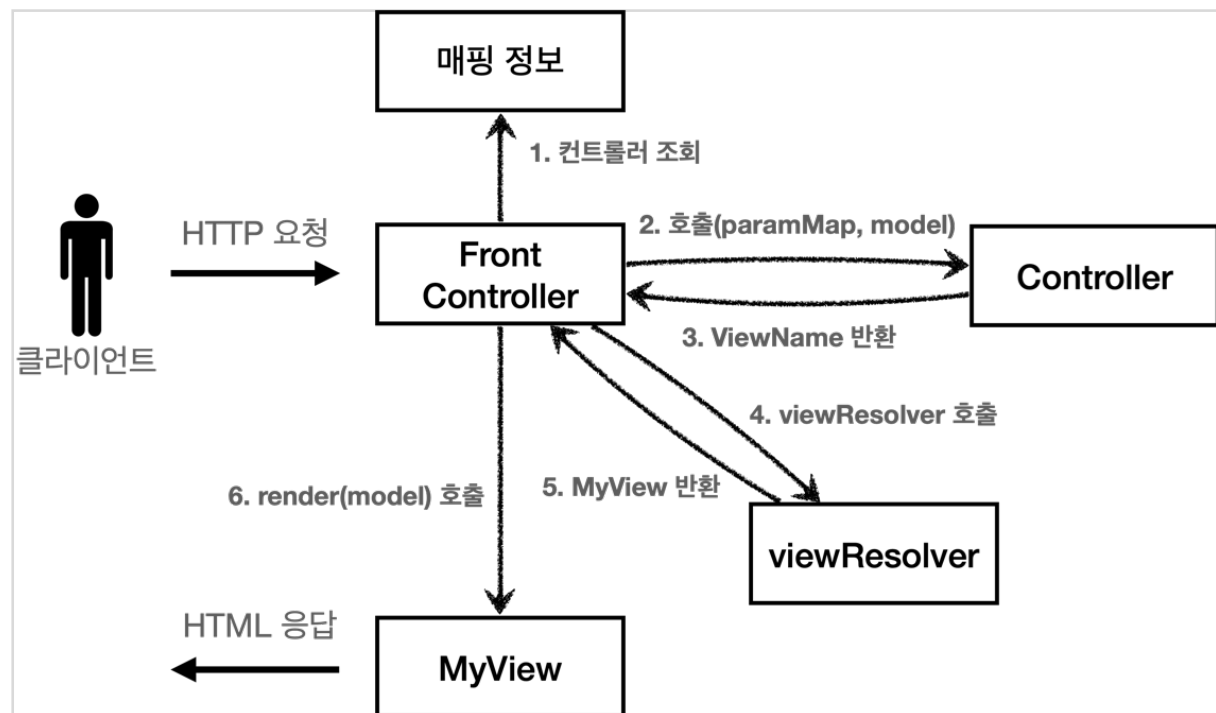 매핑 정보
1. 컨트롤러 조회
HTTP 요청
Front
Controller
2. 호출(paramMap, model)
Controller
3. ViewName 반환
클라이언트
4. viewResolver 호출
5. MyView 반환
6. render(model) 호출
viewResolver
HTML 응답
MyView